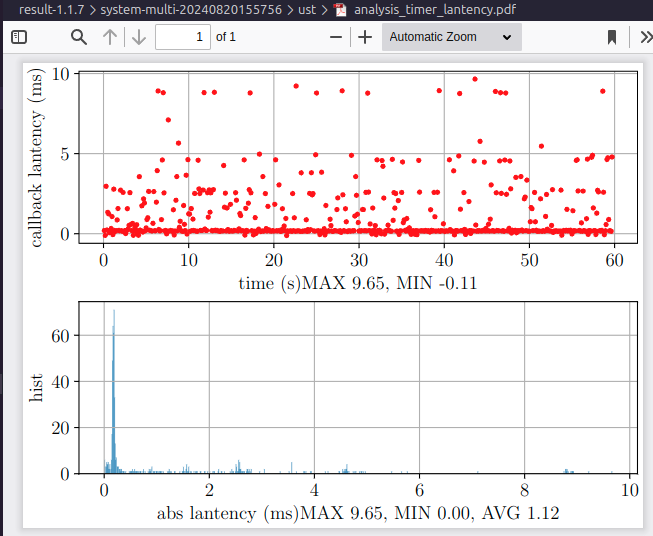 result-1.1.7 > system-multi-20240820155756 > ust > analysis_timer_lantency.pdf
1 of 1 Automatic Zoom
callback lantency (ms)
10
5
0
0 10 20 30 40 50 60
time (s)MAX 9.65, MIN -0.11
hist
60
40
20
0
0 2 4 6 8 10
abs lantency (ms)MAX 9.65, MIN 0.00, AVG 1.12